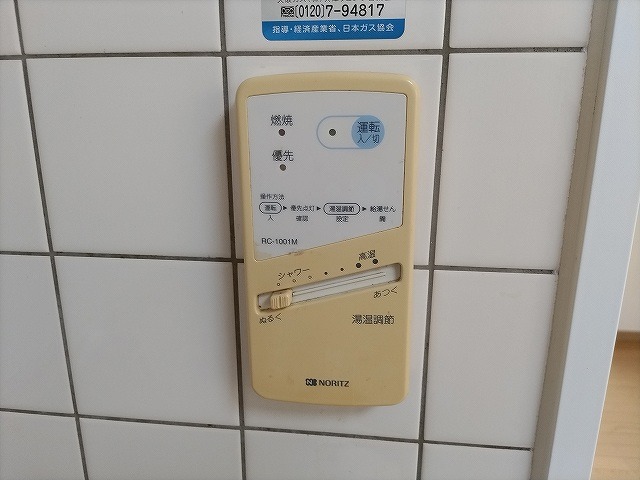 (0120)7-94817
指導・経済産業省、日本ガス協会
燃焼
運転
入/切
優先
操作方法
運転 ▶ 優先点灯 ▶ 湯温調節 ▶ 給湯せん
入 確認 設定 開
RC-1001M
シャワー 高温
ぬるく あつく
湯温調節
NORITZ